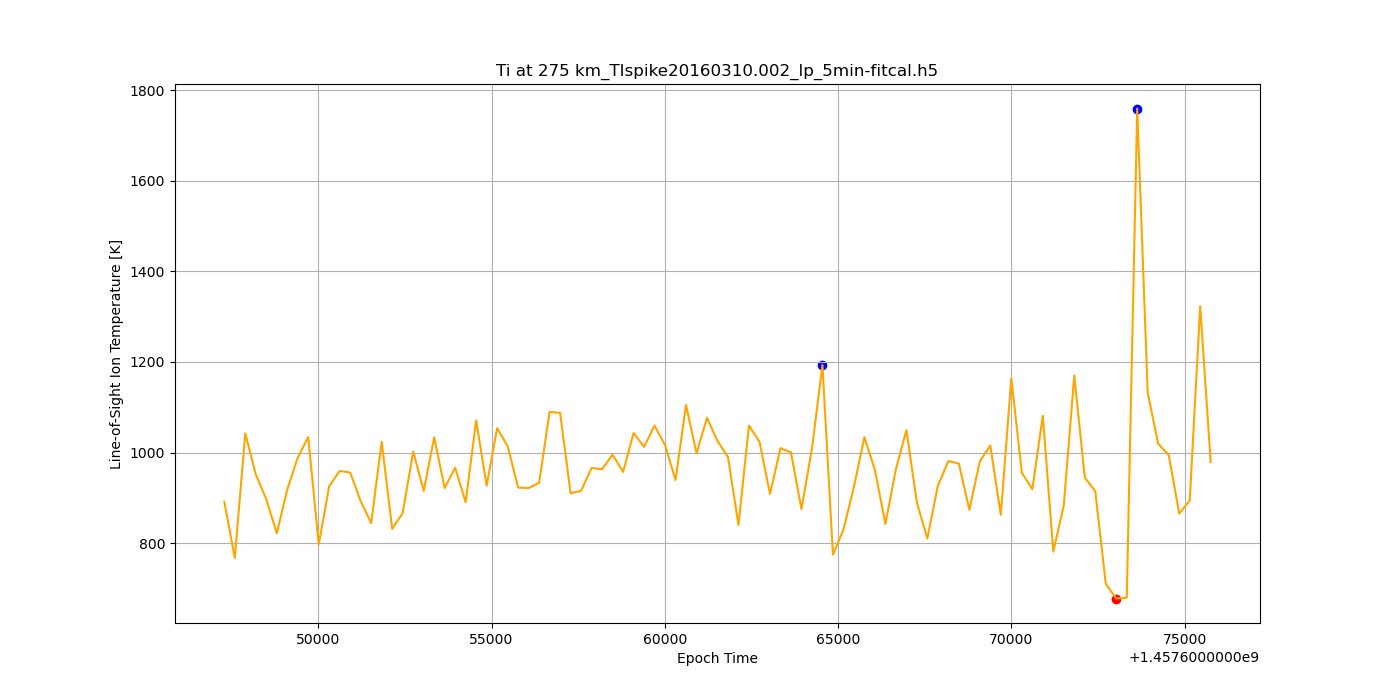 Ti at 275 km_TIspike20160310.002_lp_5min-fitcal.h5
Line-of-Sight Ion Temperature [K]
1800
1600
1400
1200
1000
800
50000 55000 60000 65000 70000 75000
Epoch Time
+1.4576000000e9